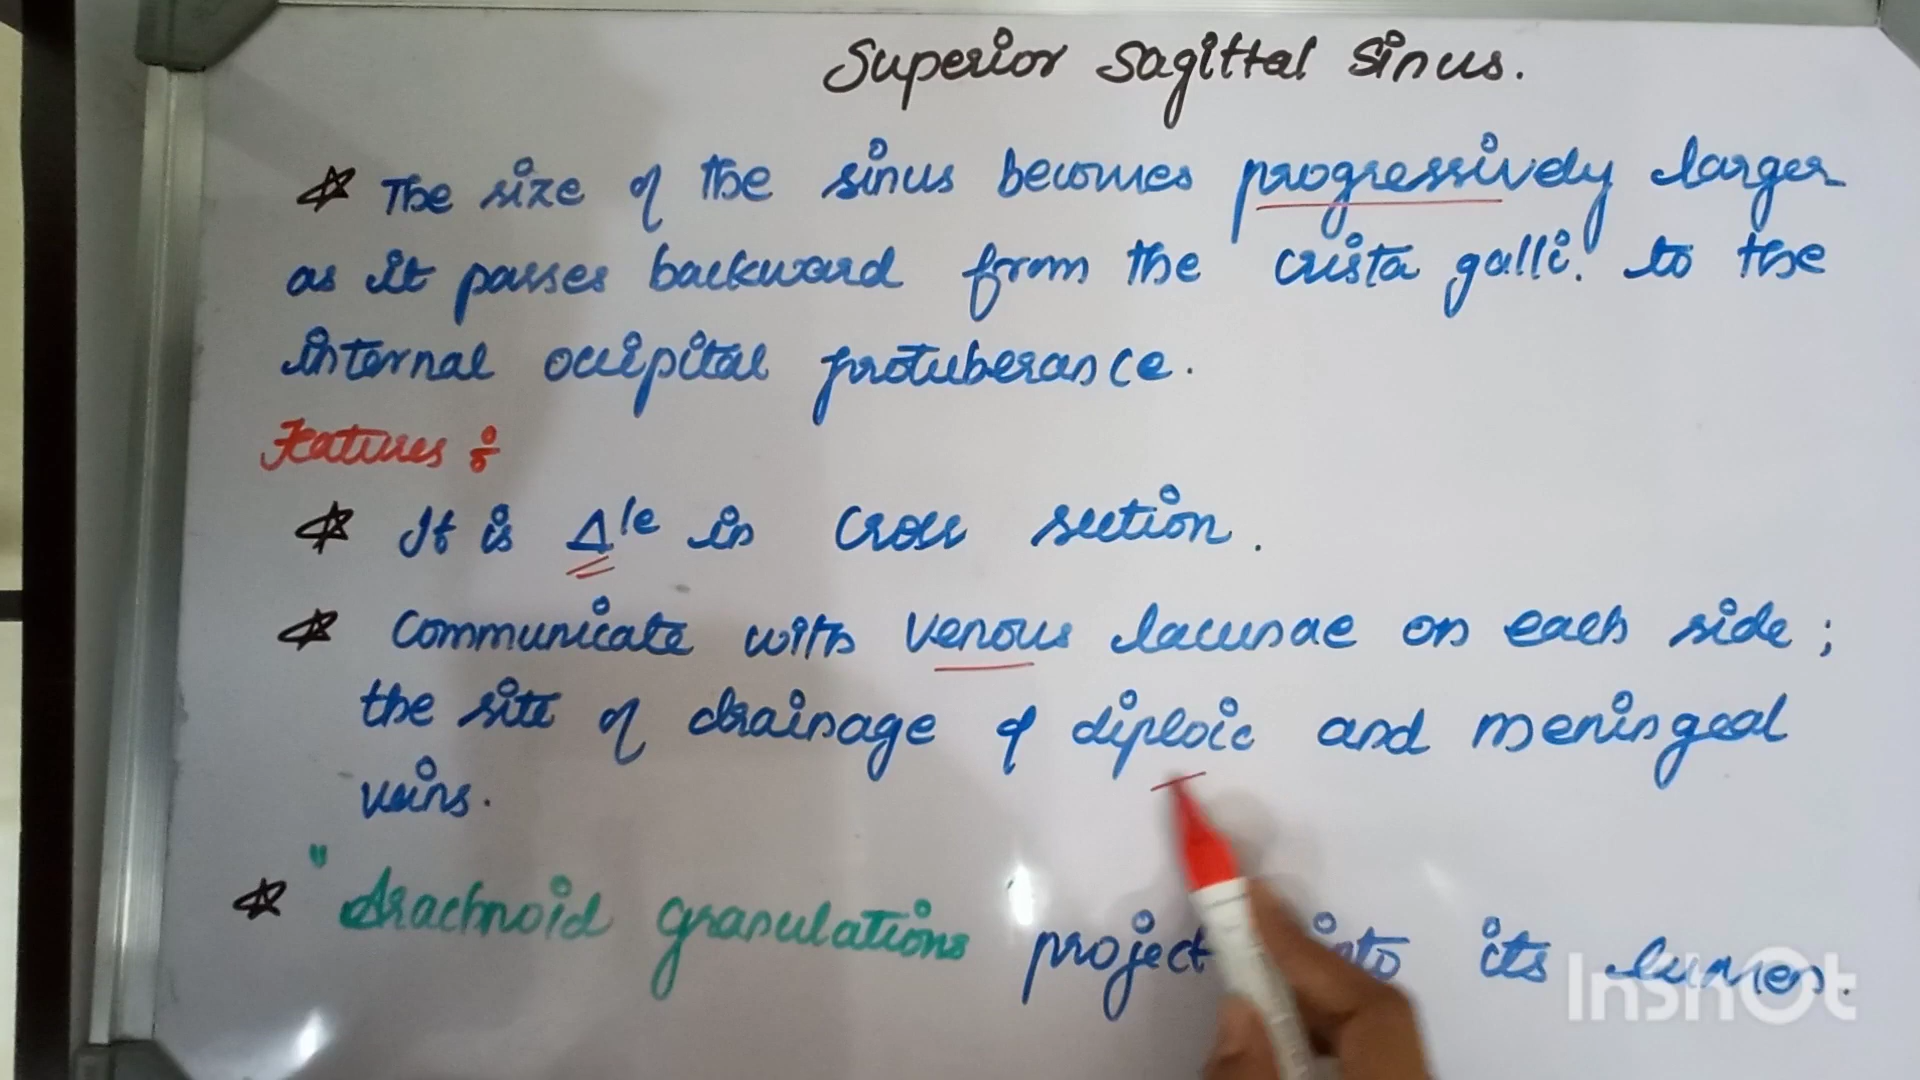 Superior Sagittal Sinus.
☆ The size of the sinus becomes progressively larger
as it passes backward from the crista galli. to the
internal occipital protuberance.
Features ÷
☆ It is Δle in cross section.
☆ Communicate with venous lacunae on each side ;
the site of drainage of diploic and meningeal
veins.
☆ "Arachnoid granulations project into its lumen.
InshOt